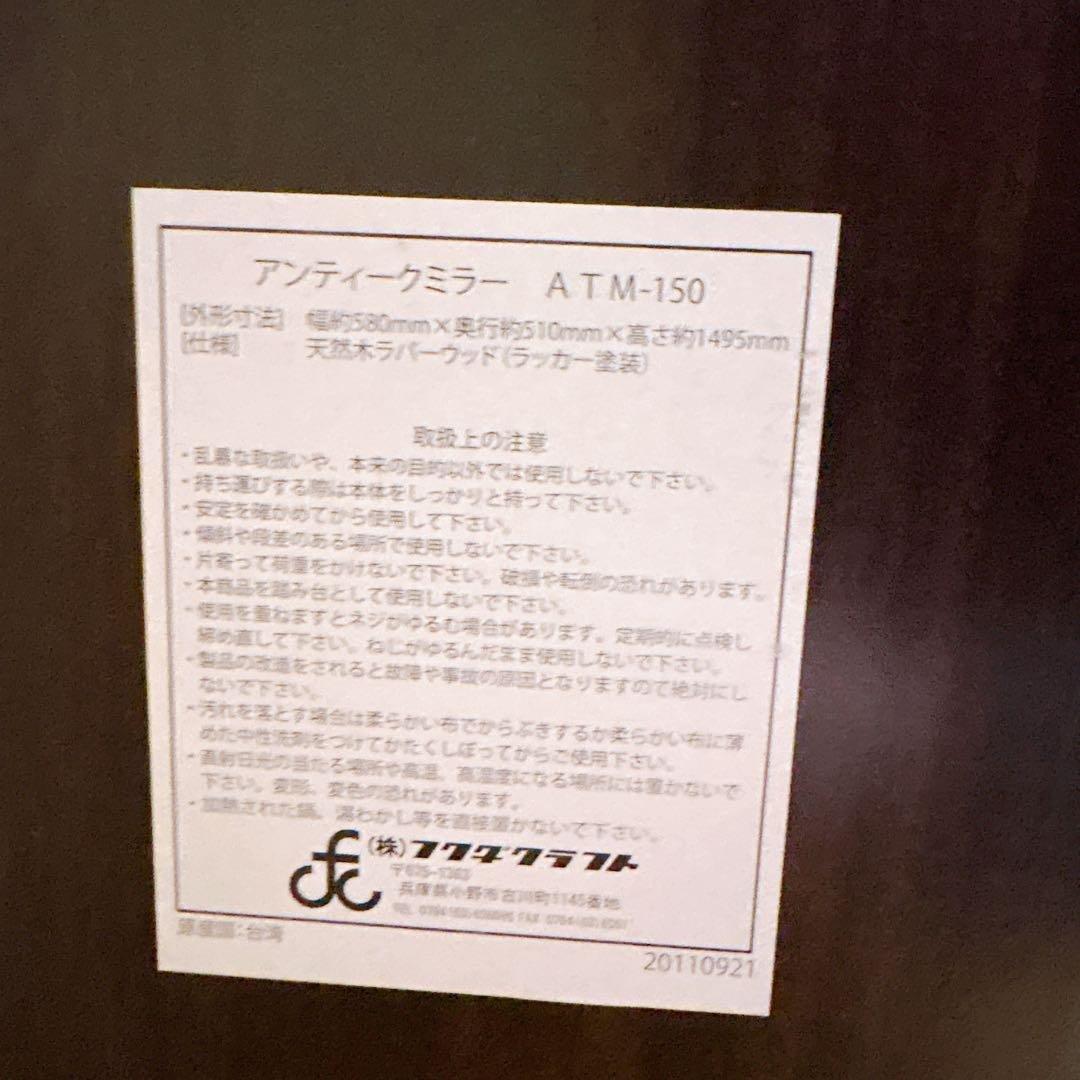 アンティークミラー ATM-150
[外形寸法] 幅約580mm×奥行約510mm×高さ約1495mm
[仕様] 天然木ラバーウッド(ラッカー塗装)
取扱上の注意
・乱暴な取扱いや、本来の目的以外では使用しないで下さい。
・持ち運びする際は本体をしっかりと持って下さい。
・安定を確かめてから使用して下さい。
・傾斜や段差のある場所で使用しないで下さい。
・片寄って荷重をかけないで下さい。破損や転倒の恐れがあります。
・本商品を踏み台として使用しないで下さい。
・使用を重ねますとネジがゆるむ場合があります。定期的に点検し
締め直して下さい。ねじがゆるんだまま使用しないで下さい。
・製品の改造をされると故障や事故の原因となりますので絶対にし
ないで下さい。
・汚れを落とす場合は柔らかい布でからぶきするか柔らかい布に薄
めた中性洗剤をつけてかたくしぼってからご使用下さい。
・直射日光の当たる場所や高温、高湿度になる場所には置かないで
下さい。変形、変色の恐れがあります。
・加熱された鍋、湯わかし等を直接置かないで下さい。
fc (株)フクダクラフト
兵庫県小野市古川町1145番地
原産国:台湾
20110921